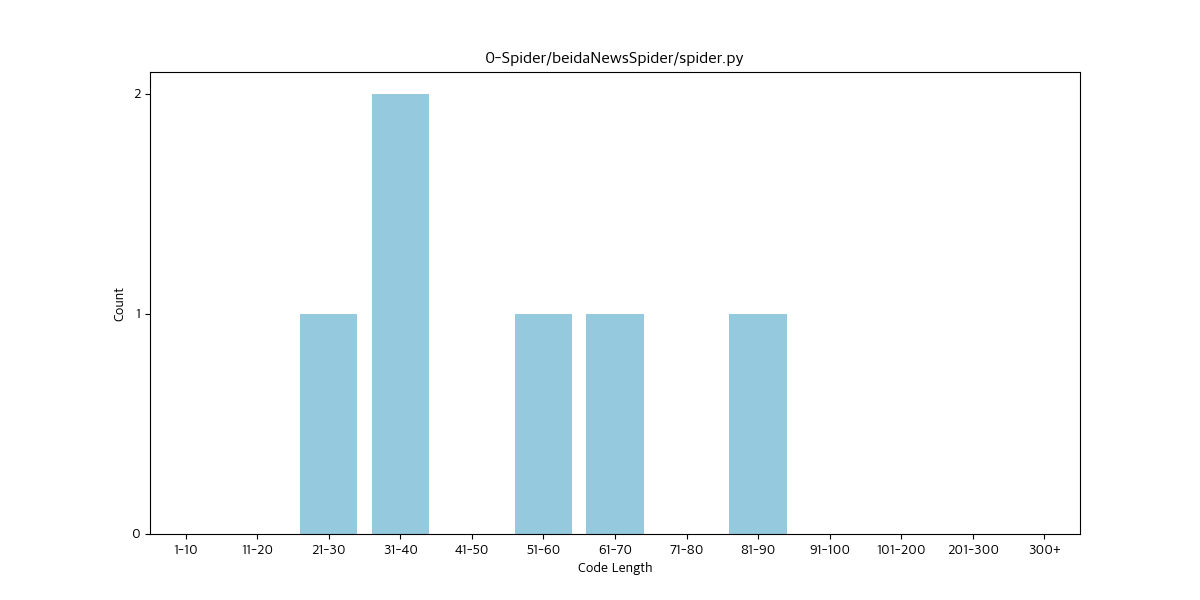 0-Spider/beidaNewsSpider/spider.py
2
1
0
Count
1-10 11-20 21-30 31-40 41-50 51-60 61-70 71-80 81-90 91-100 101-200 201-300 300+
Code Length